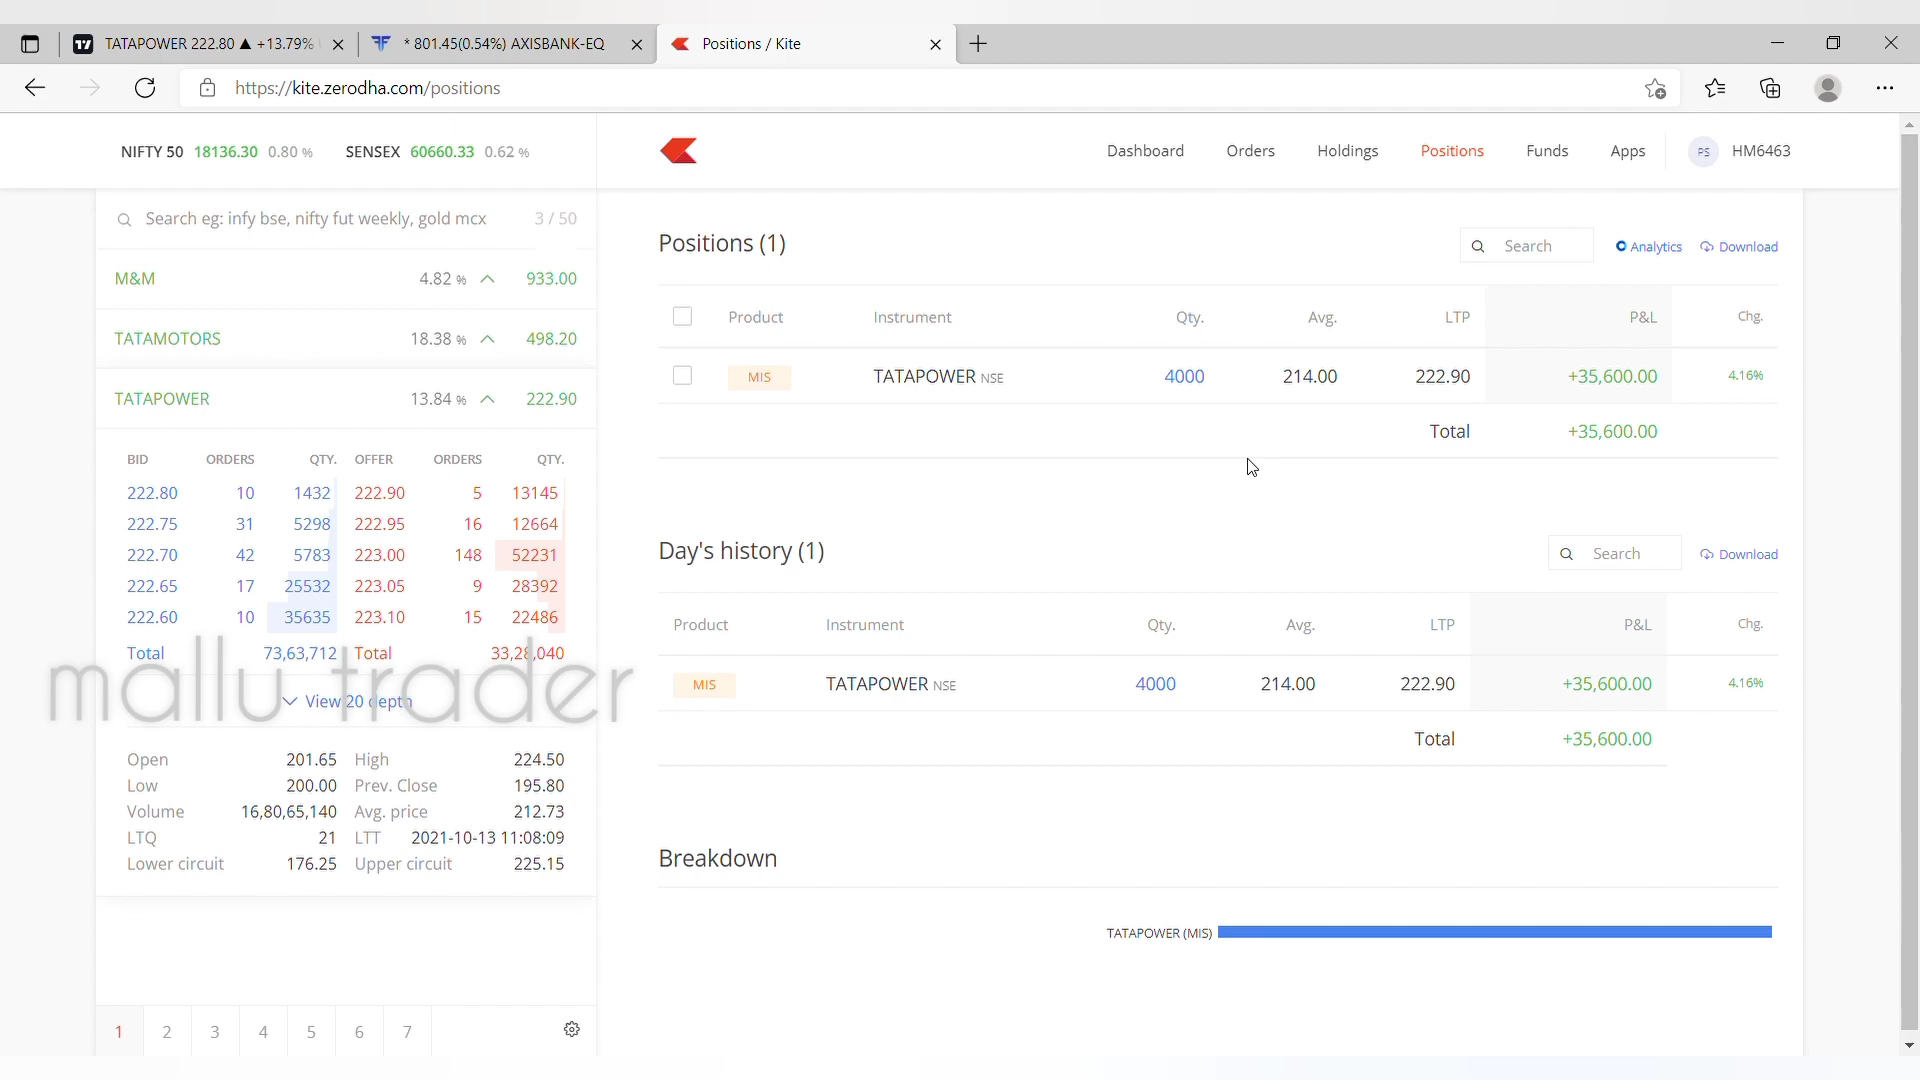 TATAPOWER 222.80 ▲ +13.79%
* 801.45(0.54%) AXISBANK-EQ
Positions / Kite
https://kite.zerodha.com/positions
NIFTY 50 18136.30 0.80 % SENSEX 60660.33 0.62 %
Dashboard Orders Holdings Positions Funds Apps PS HM6463
Search eg: infy bse, nifty fut weekly, gold mcx 3 / 50
M&M 4.82 % 933.00
TATAMOTORS 18.38 % 498.20
TATAPOWER 13.84 % 222.90
BID ORDERS QTY. OFFER ORDERS QTY.
222.80 10 1432 222.90 5 13145
222.75 31 5298 222.95 16 12664
222.70 42 5783 223.00 148 52231
222.65 17 25532 223.05 9 28392
222.60 10 35635 223.10 15 22486
Total 73,63,712 Total 33,28,040
mallu trader
View 20 depth
Open 201.65 High 224.50
Low 200.00 Prev. Close 195.80
Volume 16,80,65,140 Avg. price 212.73
LTQ 21 LTT 2021-10-13 11:08:09
Lower circuit 176.25 Upper circuit 225.15
1 2 3 4 5 6 7
Positions (1) Search Analytics Download
Product Instrument Qty. Avg. LTP P&L Chg.
MIS TATAPOWER NSE 4000 214.00 222.90 +35,600.00 4.16%
Total +35,600.00
Day's history (1) Search Download
Product Instrument Qty. Avg. LTP P&L Chg.
MIS TATAPOWER NSE 4000 214.00 222.90 +35,600.00 4.16%
Total +35,600.00
Breakdown
TATAPOWER (MIS)